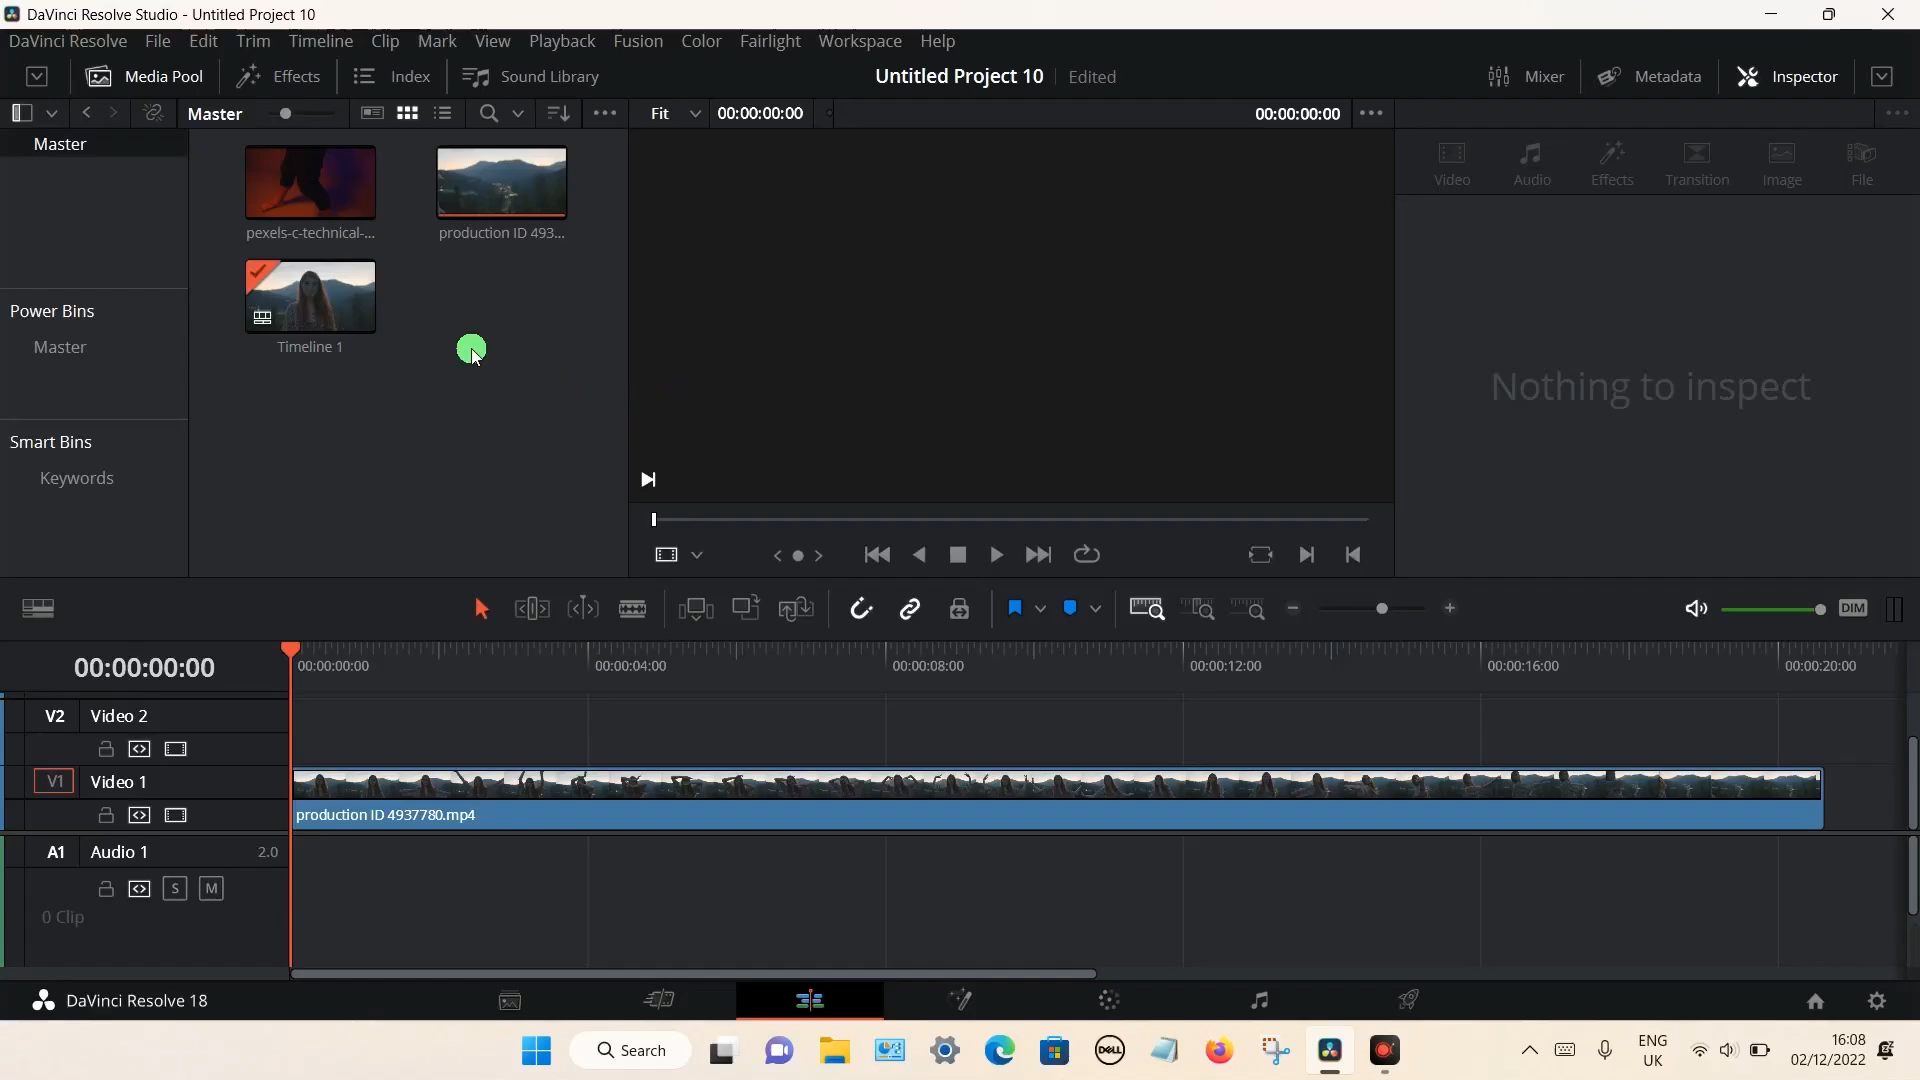 DaVinci Resolve Studio - Untitled Project 10
DaVinci Resolve File Edit Trim Timeline Clip Mark View Playback Fusion Color Fairlight Workspace Help
Media Pool Effects Index Sound Library Untitled Project 10 Edited Mixer Metadata Inspector
Master Fit 00:00:00:00 00:00:00:00
Master
Video Audio Effects Transition Image File
pexels-c-technical-... production ID 493...
Power Bins
Master
Timeline 1
Nothing to inspect
Smart Bins
Keywords
DIM
00:00:00:00 00:00:00:00 00:00:04:00 00:00:08:00 00:00:12:00 00:00:16:00 00:00:20:00
V2 Video 2
V1 Video 1
production ID 4937780.mp4
A1 Audio 1 2.0
S M
0 Clip
DaVinci Resolve 18
Search DELL ENG 16:08
UK 02/12/2022